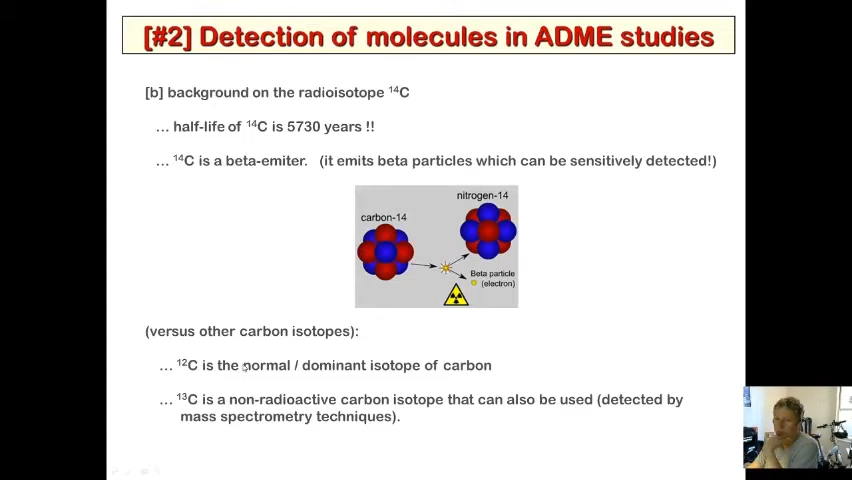 [#2] Detection of molecules in ADME studies
[b] background on the radioisotope ¹⁴C
... half-life of ¹⁴C is 5730 years !!
... ¹⁴C is a beta-emiter. (it emits beta particles which can be sensitively detected!)
nitrogen-14
carbon-14
Beta particle
(electron)
(versus other carbon isotopes):
... ¹²C is the normal / dominant isotope of carbon
... ¹³C is a non-radioactive carbon isotope that can also be used (detected by
mass spectrometry techniques).